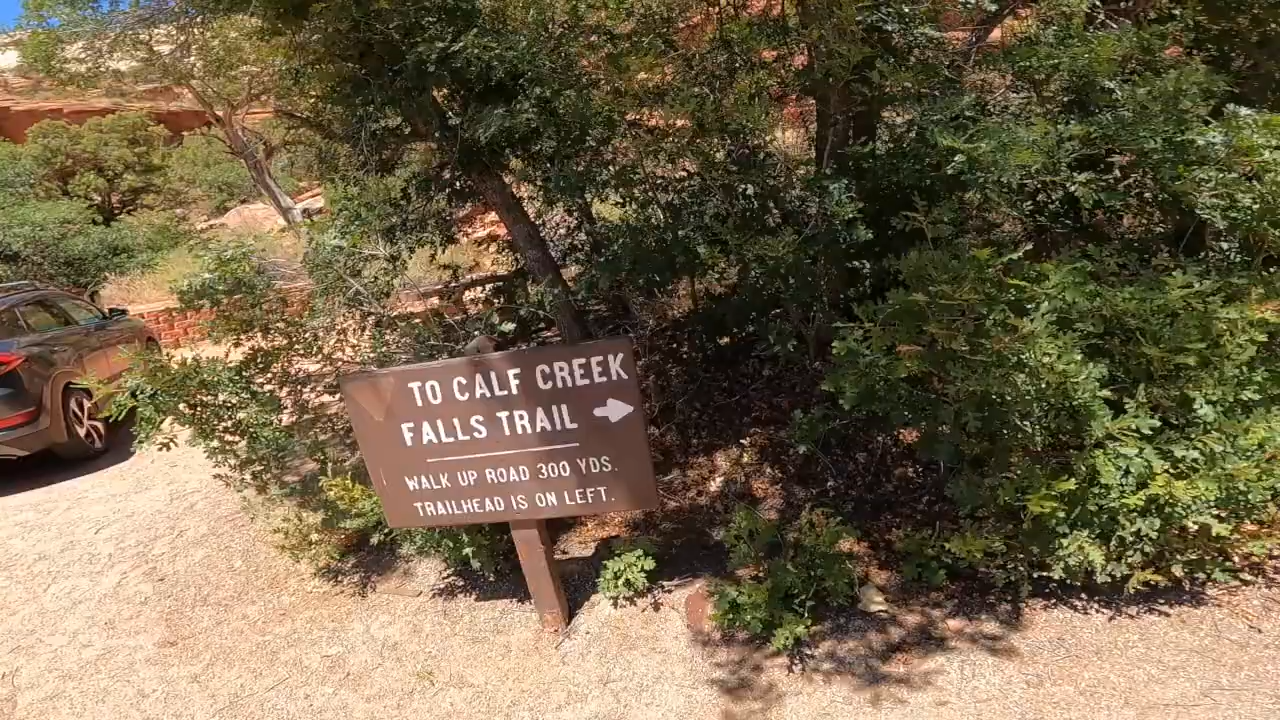 TO CALF CREEK
FALLS TRAIL
WALK UP ROAD 300 YDS.
TRAILHEAD IS ON LEFT.